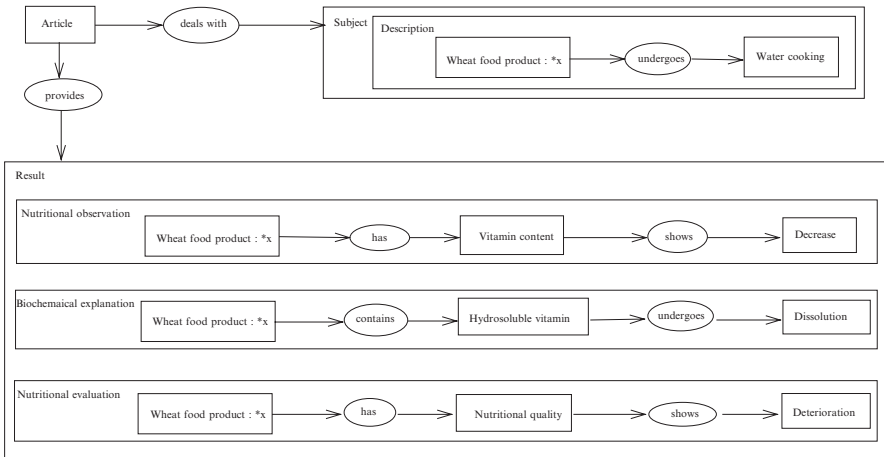 Article
deals with
Subject
Description
Wheat food product : *x
undergoes
Water cooking
provides
Result
Nutritional observation
Wheat food product : *x
has
Vitamin content
shows
Decrease
Biochemaical explanation
Wheat food product : *x
contains
Hydrosoluble vitamin
undergoes
Dissolution
Nutritional evaluation
Wheat food product : *x
has
Nutritional quality
shows
Deterioration